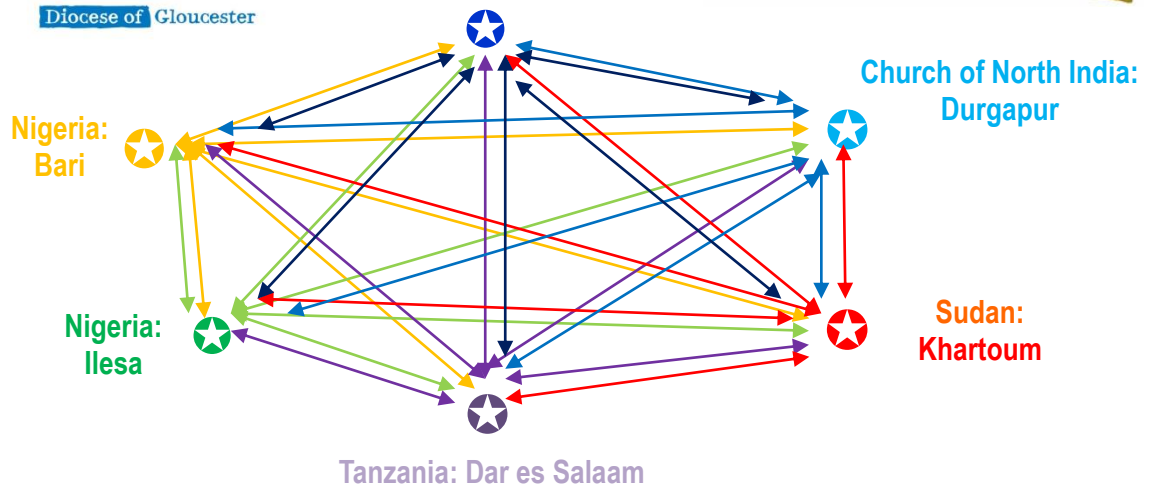 Diocese of Gloucester
Church of North India:
Durgapur
Nigeria:
Bari
Nigeria:
Ilesa
Sudan:
Khartoum
Tanzania: Dar es Salaam